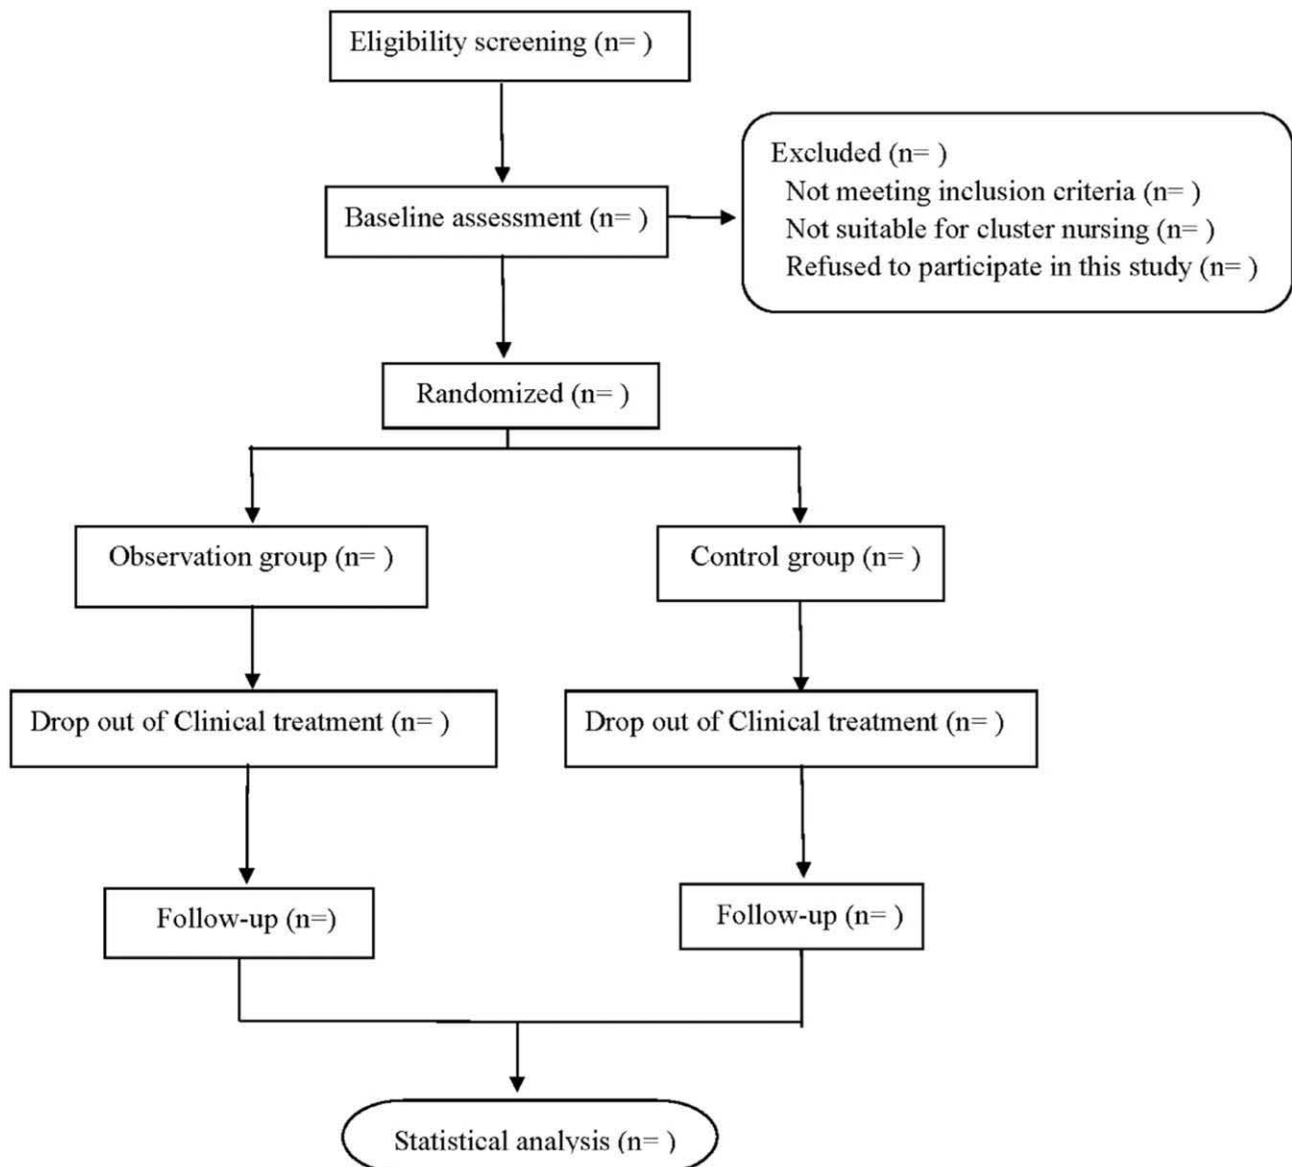 Eligibility screening (n= )
Excluded (n= )
Not meeting inclusion criteria (n= )
Not suitable for cluster nursing (n= )
Refused to participate in this study (n= )
Baseline assessment (n= )
Randomized (n= )
Observation group (n= )
Control group (n= )
Drop out of Clinical treatment (n= )
Drop out of Clinical treatment (n= )
Follow-up (n=)
Follow-up (n= )
Statistical analysis (n= )